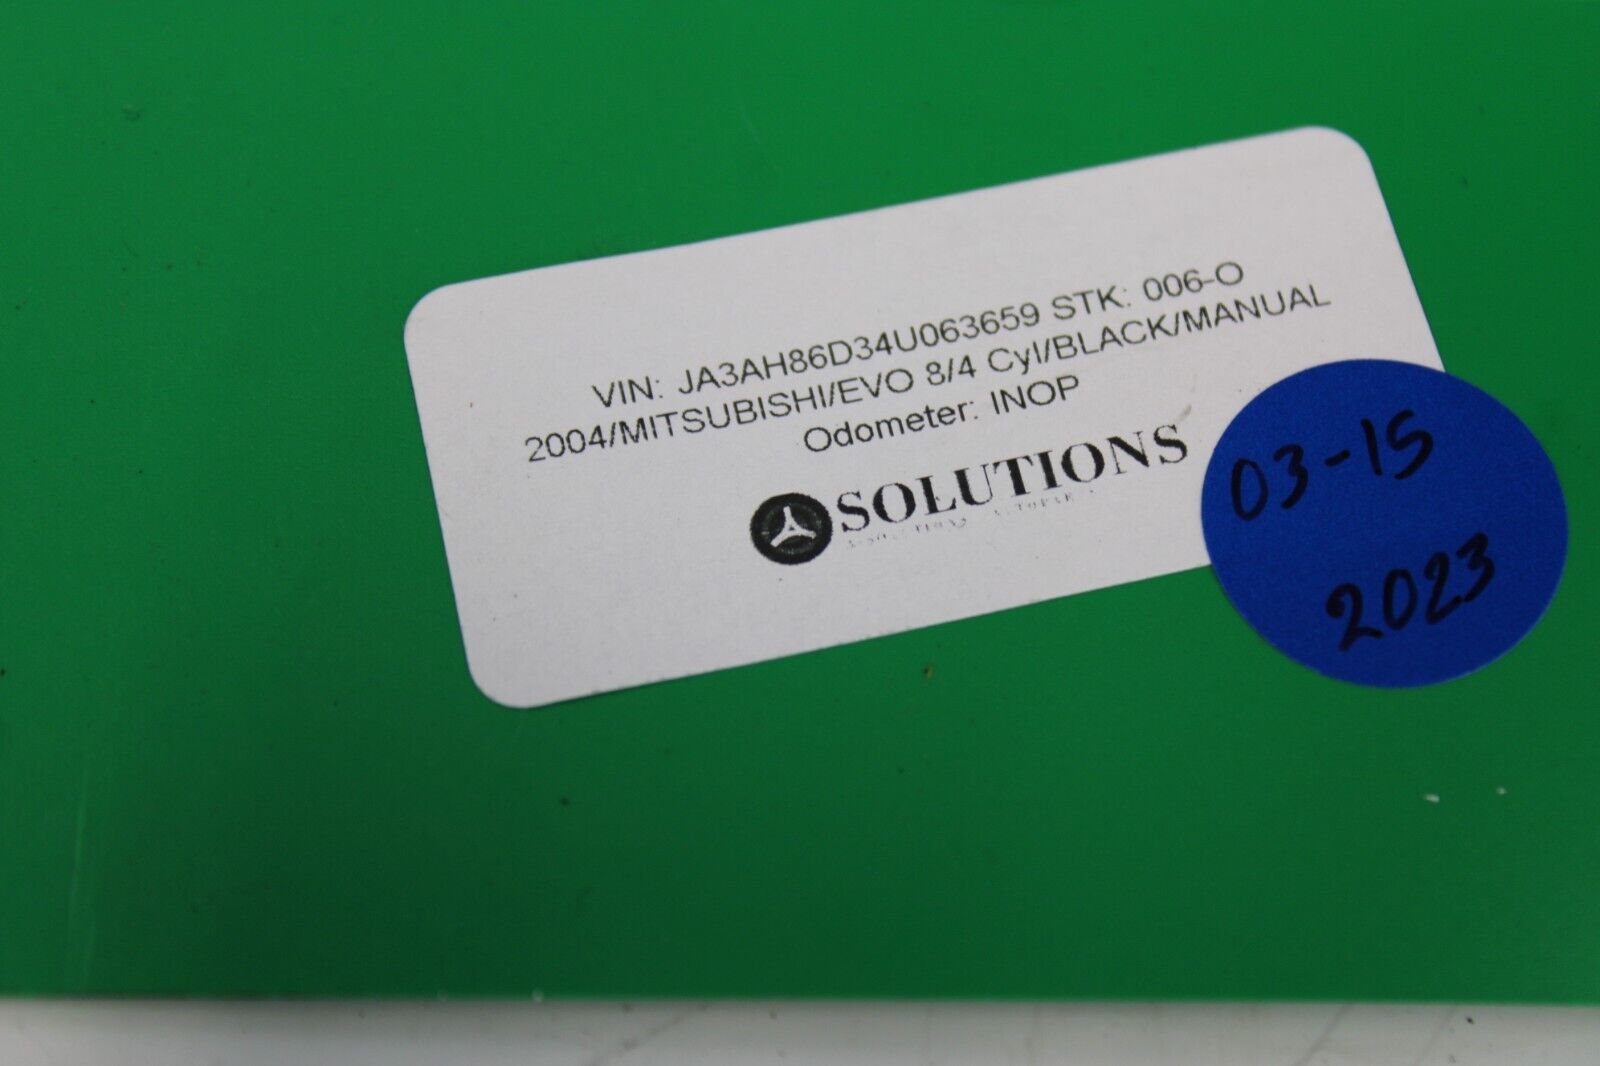 VIN: JA3AH86D34U063659 STK: 006-O
2004/MITSUBISHI/EVO 8/4 Cyl/BLACK/MANUAL
Odometer: INOP
SOLUTIONS
03-15
2023